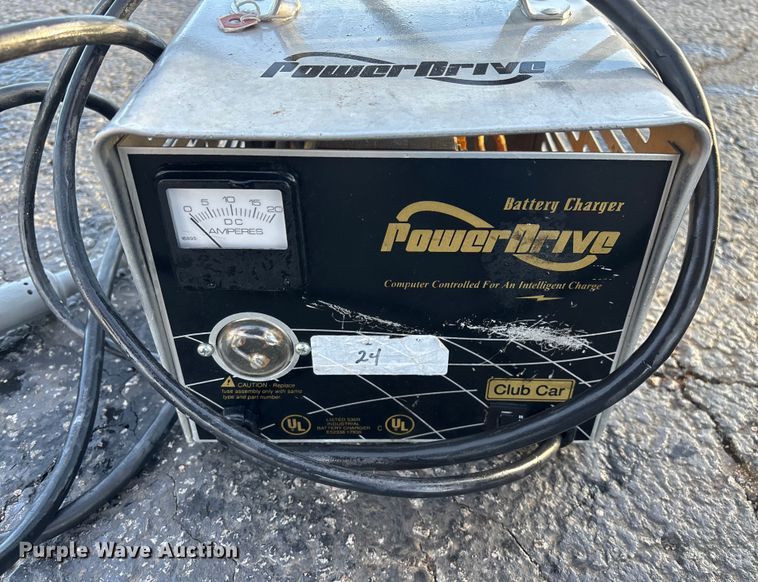 PowerDrive
Battery Charger
PowerDrive
Computer Controlled For An Intelligent Charge
0 5 10 15 20
DC
AMPERES
24
CAUTION - Replace
fuse assembly only with same
type and part number.
Club Car
UL
LISTED
INDUSTRIAL
BATTERY CHARGER
C UL
Purple Wave Auction